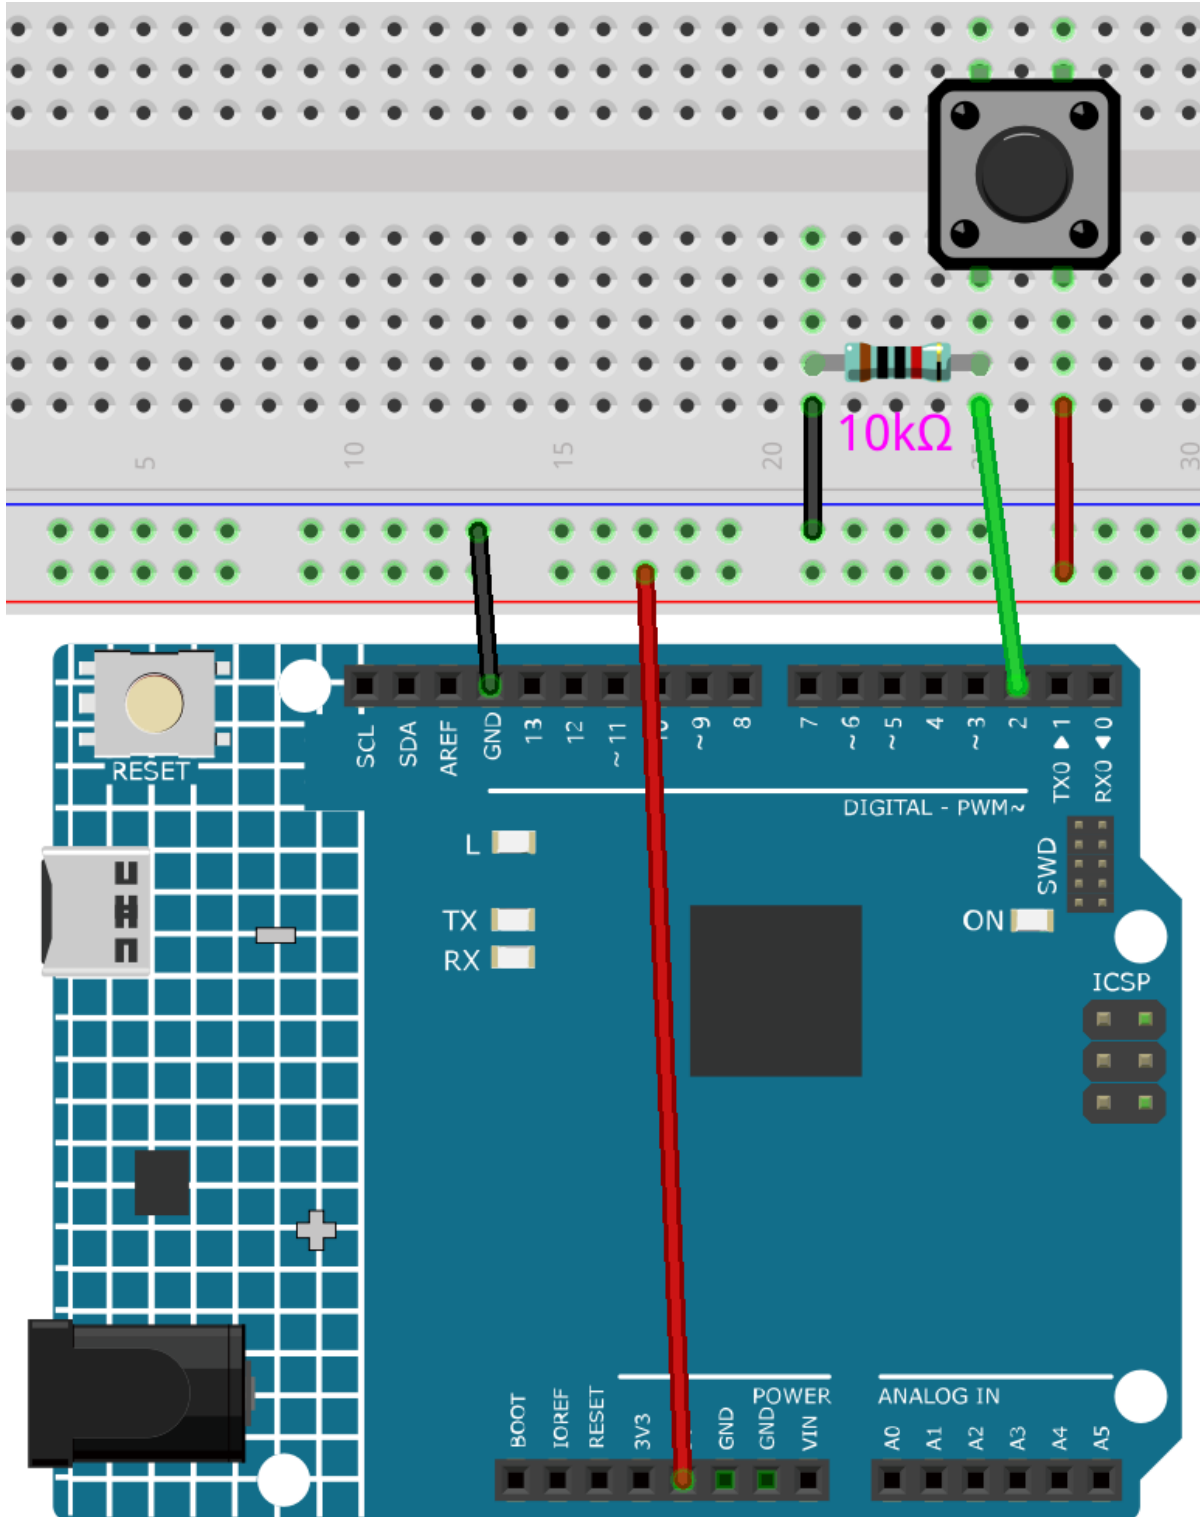 10kΩ
5
10
15
20
25
30
RESET
SCL
SDA
AREF
GND
13
12
~11
10
~9
8
7
~6
~5
4
~3
2
TX0 ▶ 1
RX0 ◀ 0
DIGITAL - PWM~
L
TX
RX
ON
SWD
ICSP
POWER
ANALOG IN
BOOT
IOREF
RESET
3V3
GND
GND
VIN
A0
A1
A2
A3
A4
A5